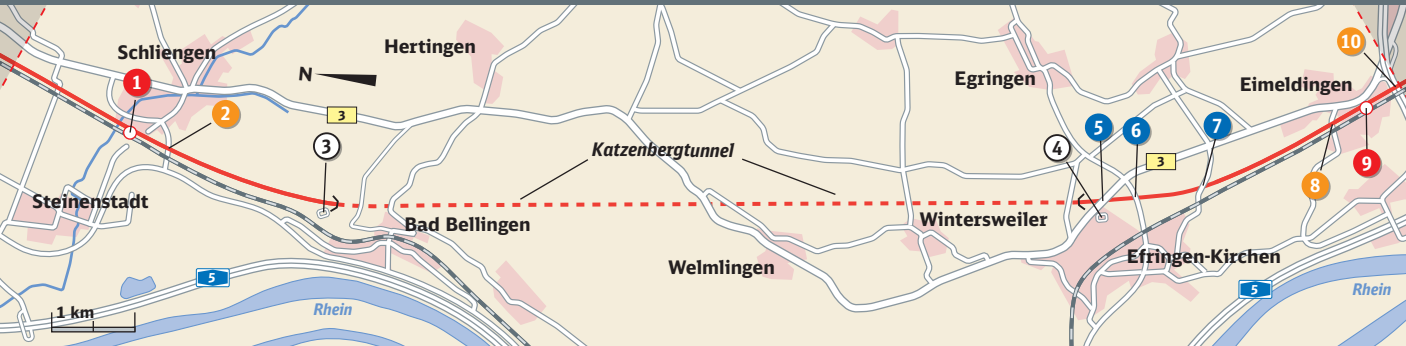 Schliengen
Hertingen
N
1
2
3
3
Steinenstadt
Bad Bellingen
5
1 km
Rhein
Katzenbergtunnel
Welmlingen
Egringen
Wintersweiler
4
5
6
7
3
Efringen-Kirchen
5
Eimeldingen
10
8
9
Rhein